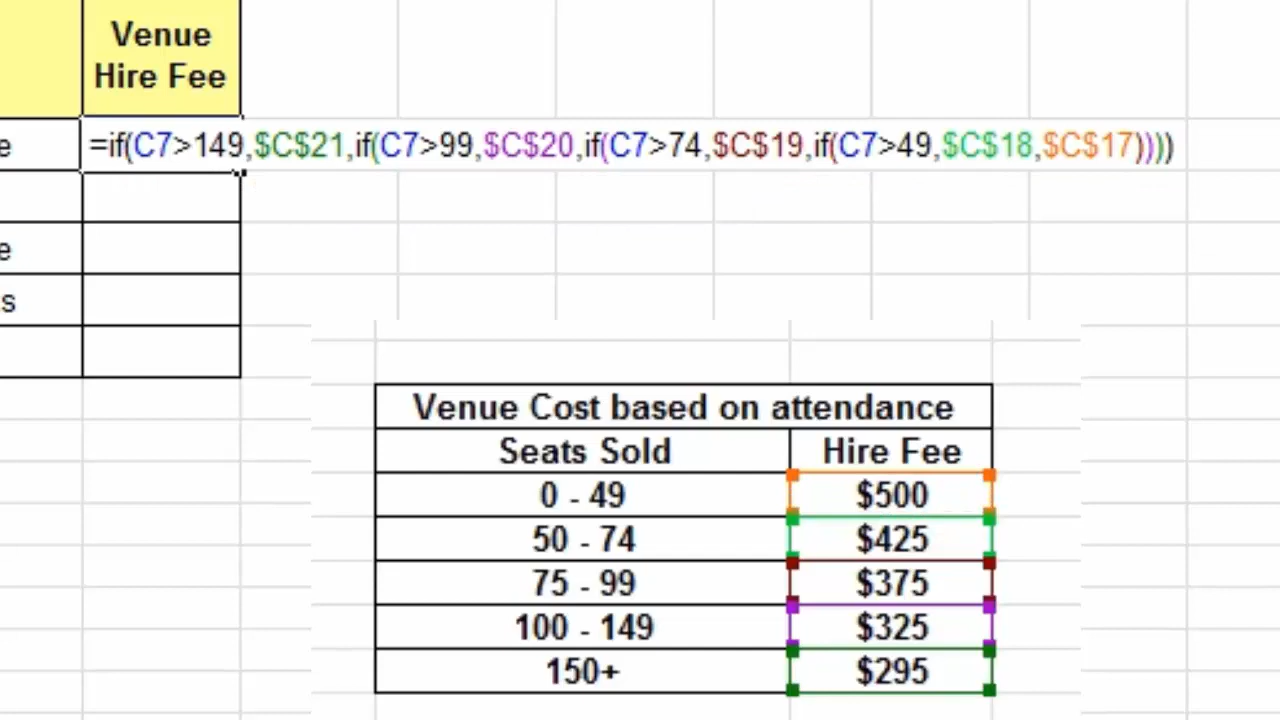 Venue
Hire Fee
e
=if(C7>149,$C$21,if(C7>99,$C$20,if(C7>74,$C$19,if(C7>49,$C$18,$C$17))))
e
s
Venue Cost based on attendance
Seats Sold Hire Fee
0 - 49 $500
50 - 74 $425
75 - 99 $375
100 - 149 $325
150+ $295